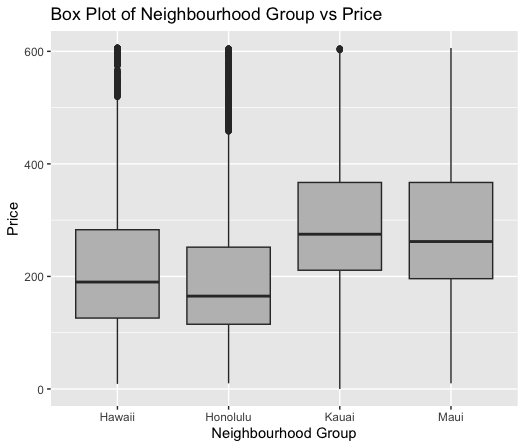 Box Plot of Neighbourhood Group vs Price
Price
600
400
200
0
Hawaii Honolulu Kauai Maui
Neighbourhood Group